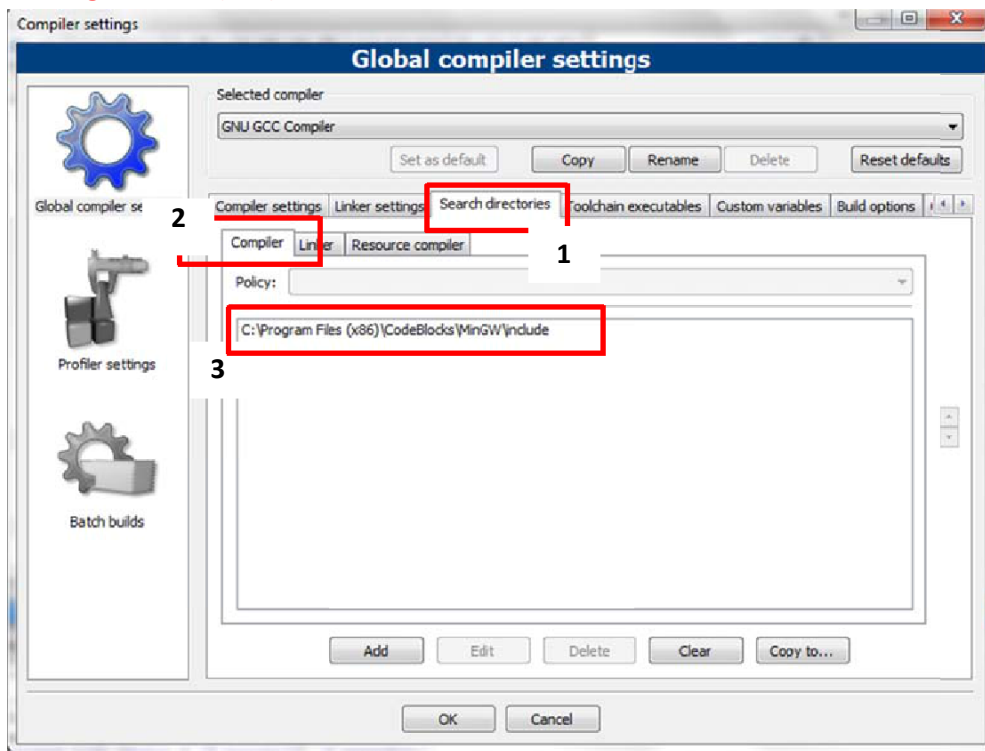 Compiler settings
Global compiler settings
Selected compiler
GNU GCC Compiler
Set as default Copy Rename Delete Reset defaults
Global compiler se
2
Compiler settings Linker settings Search directories Toolchain executables Custom variables Build options
Compiler Linker Resource compiler
1
Policy:
C:\Program Files (x86)\CodeBlocks\MinGW\include
Profiler settings
3
Batch builds
Add Edit Delete Clear Copy to...
OK Cancel